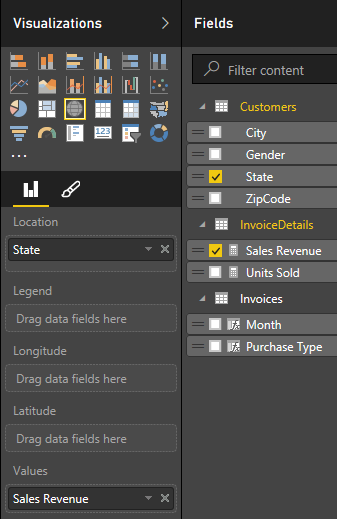 Visualizations
Location
State
Legend
Drag data fields here
Longitude
Drag data fields here
Latitude
Drag data fields here
Values
Sales Revenue
Fields
Filter content
Customers
City
Gender
State
ZipCode
InvoiceDetails
Sales Revenue
Units Sold
Invoices
Month
Purchase Type